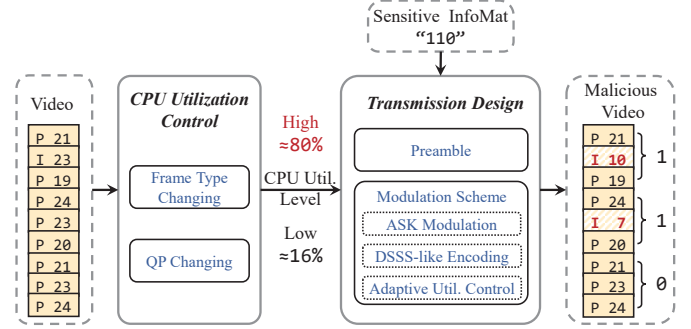 Sensitive InfoMat
“110”
Video
P 21
I 23
P 19
P 24
P 23
P 20
P 21
P 23
P 24
CPU Utilization
Control
Frame Type
Changing
QP Changing
High
≈80%
CPU Util.
Level
Low
≈16%
Transmission Design
Preamble
Modulation Scheme
ASK Modulation
DSSS-like Encoding
Adaptive Util. Control
Malicious
Video
P 21
I 10
P 19
P 24
I 7
P 20
P 21
P 23
P 24
1
1
0